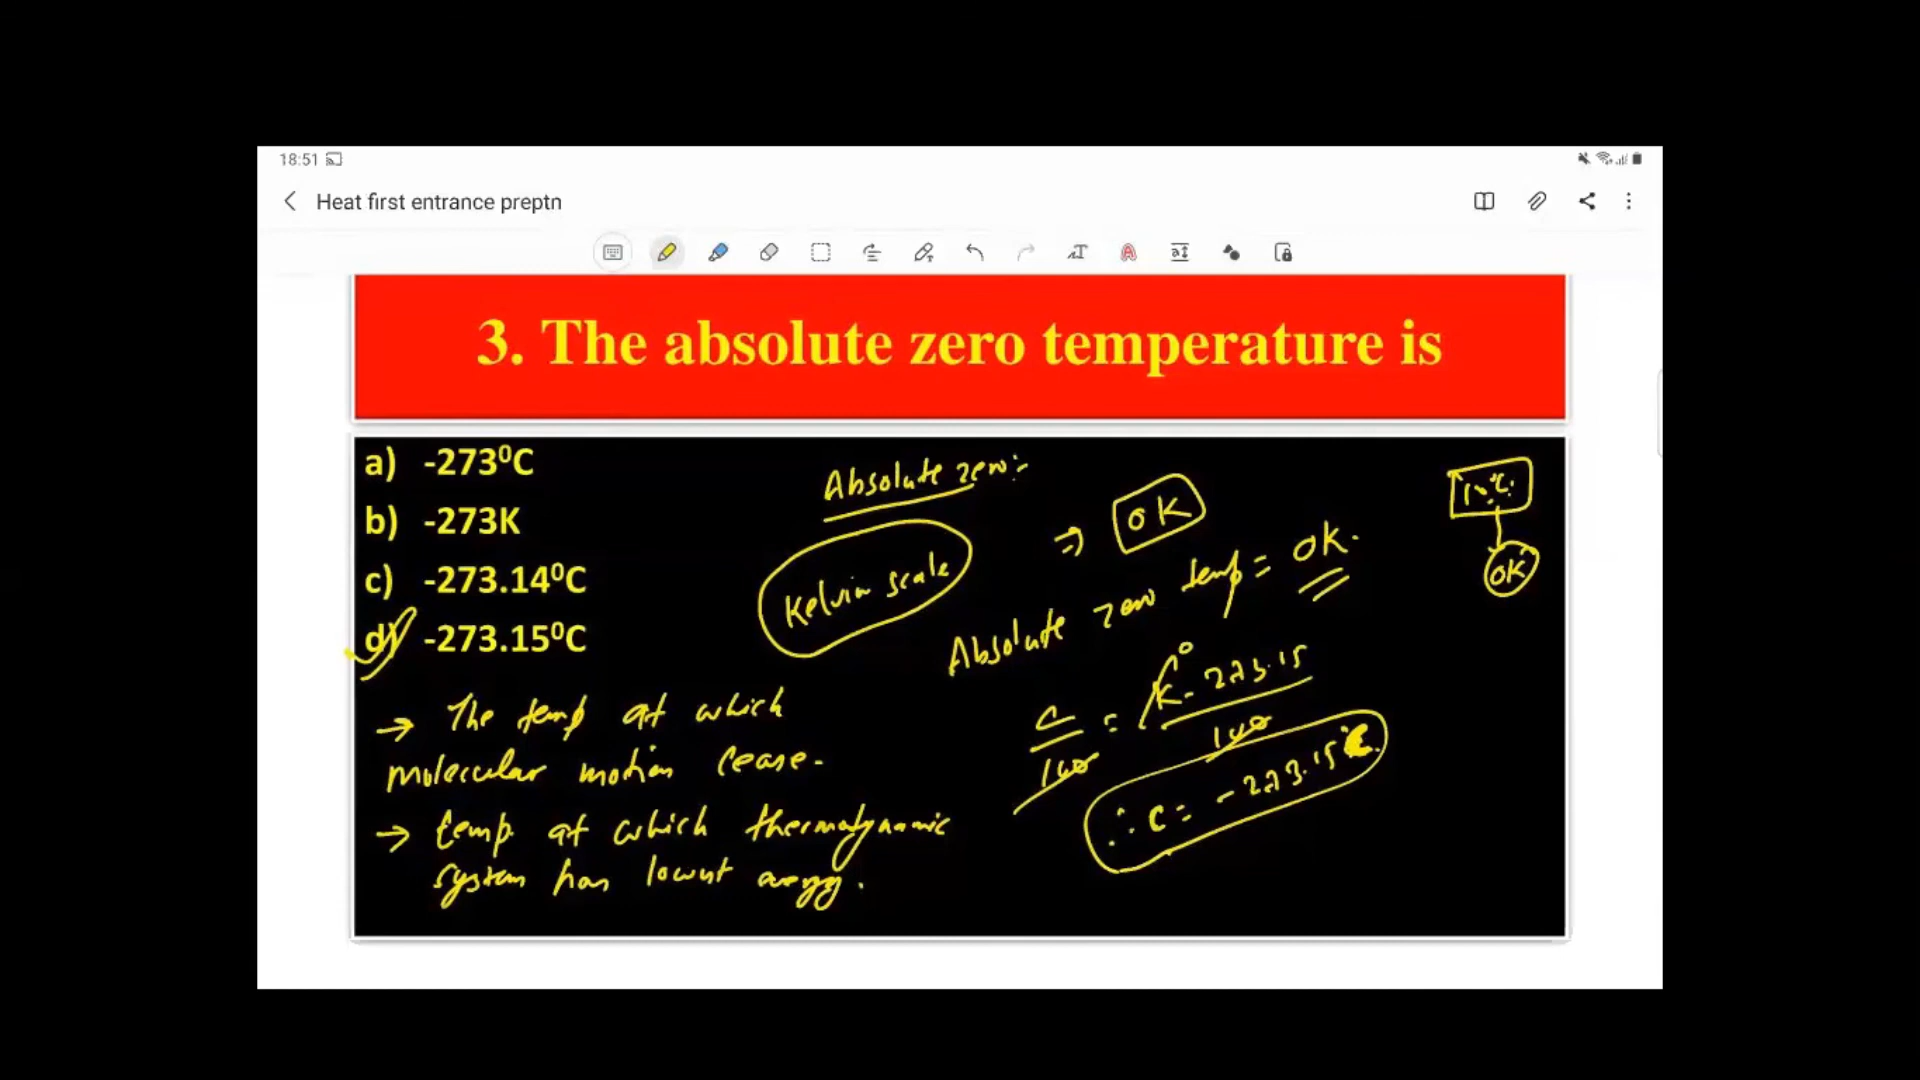 18:51
Heat first entrance preptn
3. The absolute zero temperature is
a) -273⁰C
b) -273K
c) -273.14⁰C
d) -273.15⁰C
Absolute zero:-
Kelvin scale
⇒ 0K
Absolute zero temp = 0K.
0K
C/100 = K⁰ - 273.15/100
∴ C = -273.15°C.
→ The temp at which
molecular motion cease.
→ temp. at which thermodynamic
system has lowest energy.